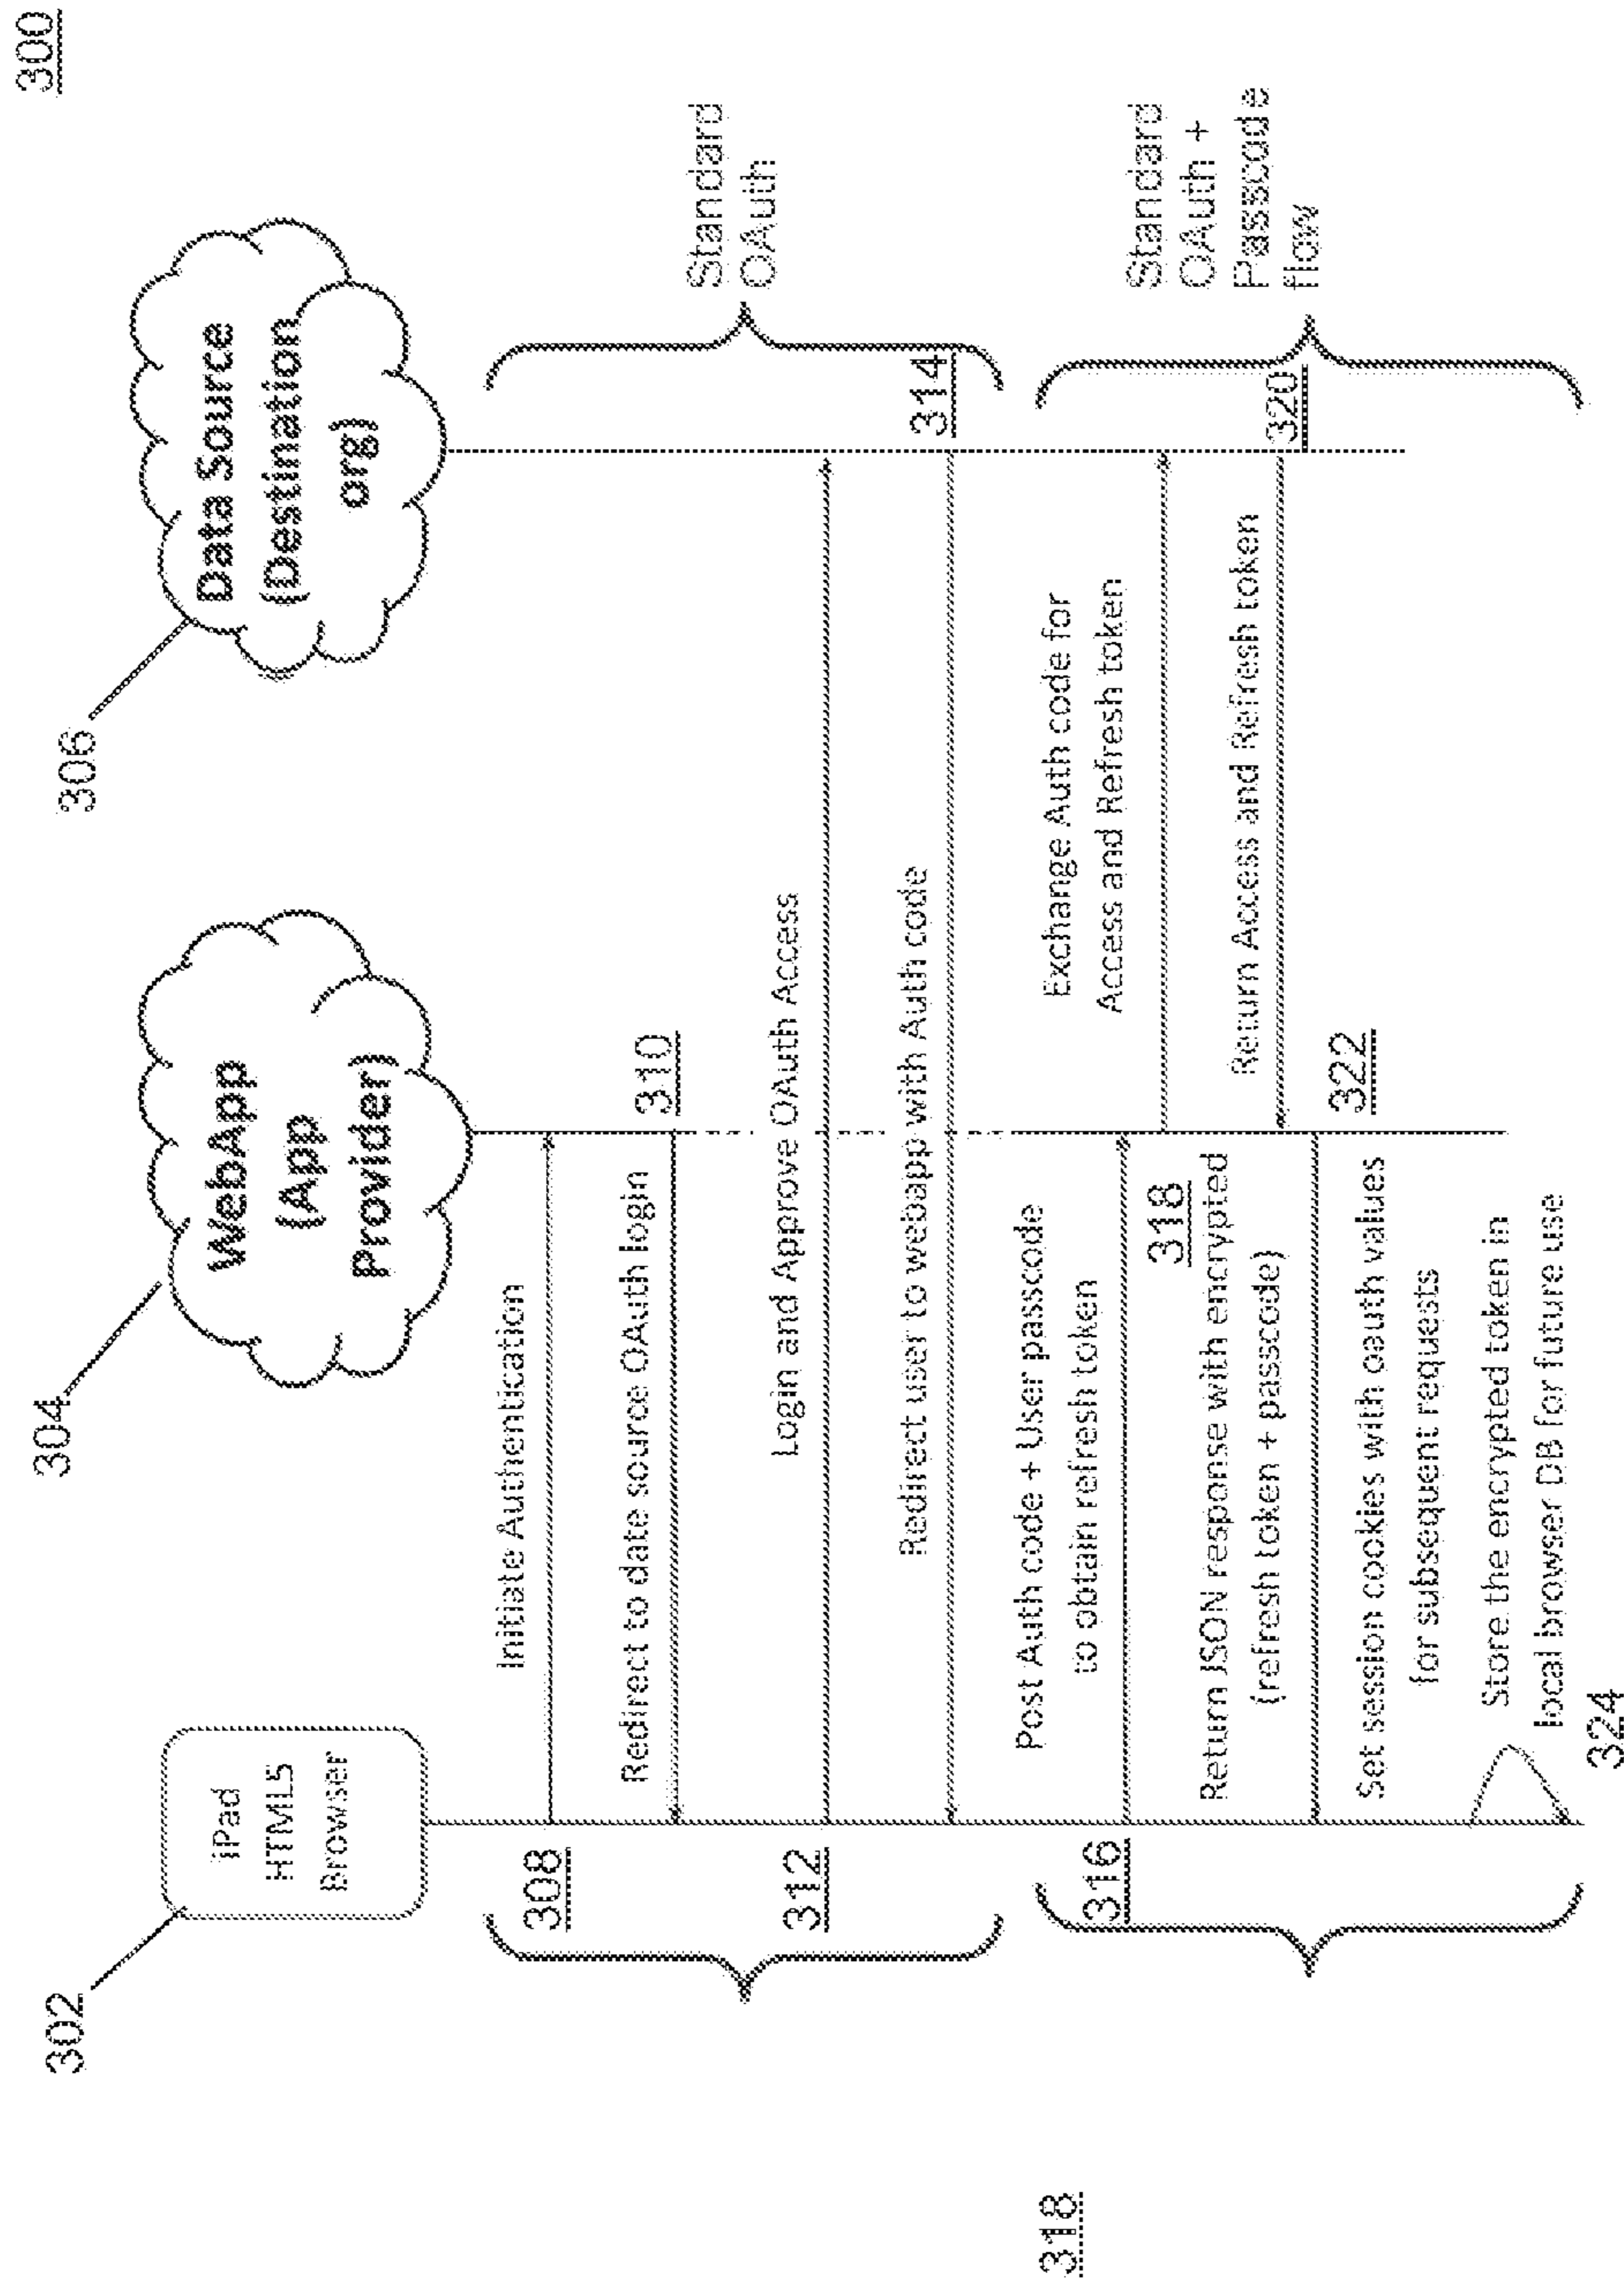 300
302
304
306
iPad
HTML5
Browser
WebApp
(App
Provider)
Data Source
(Destination
org)
Initiate Authentication
308
310
Redirect to date source OAuth login
Login and Approve OAuth Access
312
Redirect user to webapp with Auth code
314
Standard
OAuth
Post Auth code + User passcode
to obtain refresh token
316
Exchange Auth code for
Access and Refresh token
318
Return Access and Refresh token
320
Return JSON response with encrypted
(refresh token + passcode)
322
Set session cookies with oauth values
for subsequent requests
Store the encrypted token in
local browser DB for future use
324
Standard
OAuth +
Passcode
flow
318